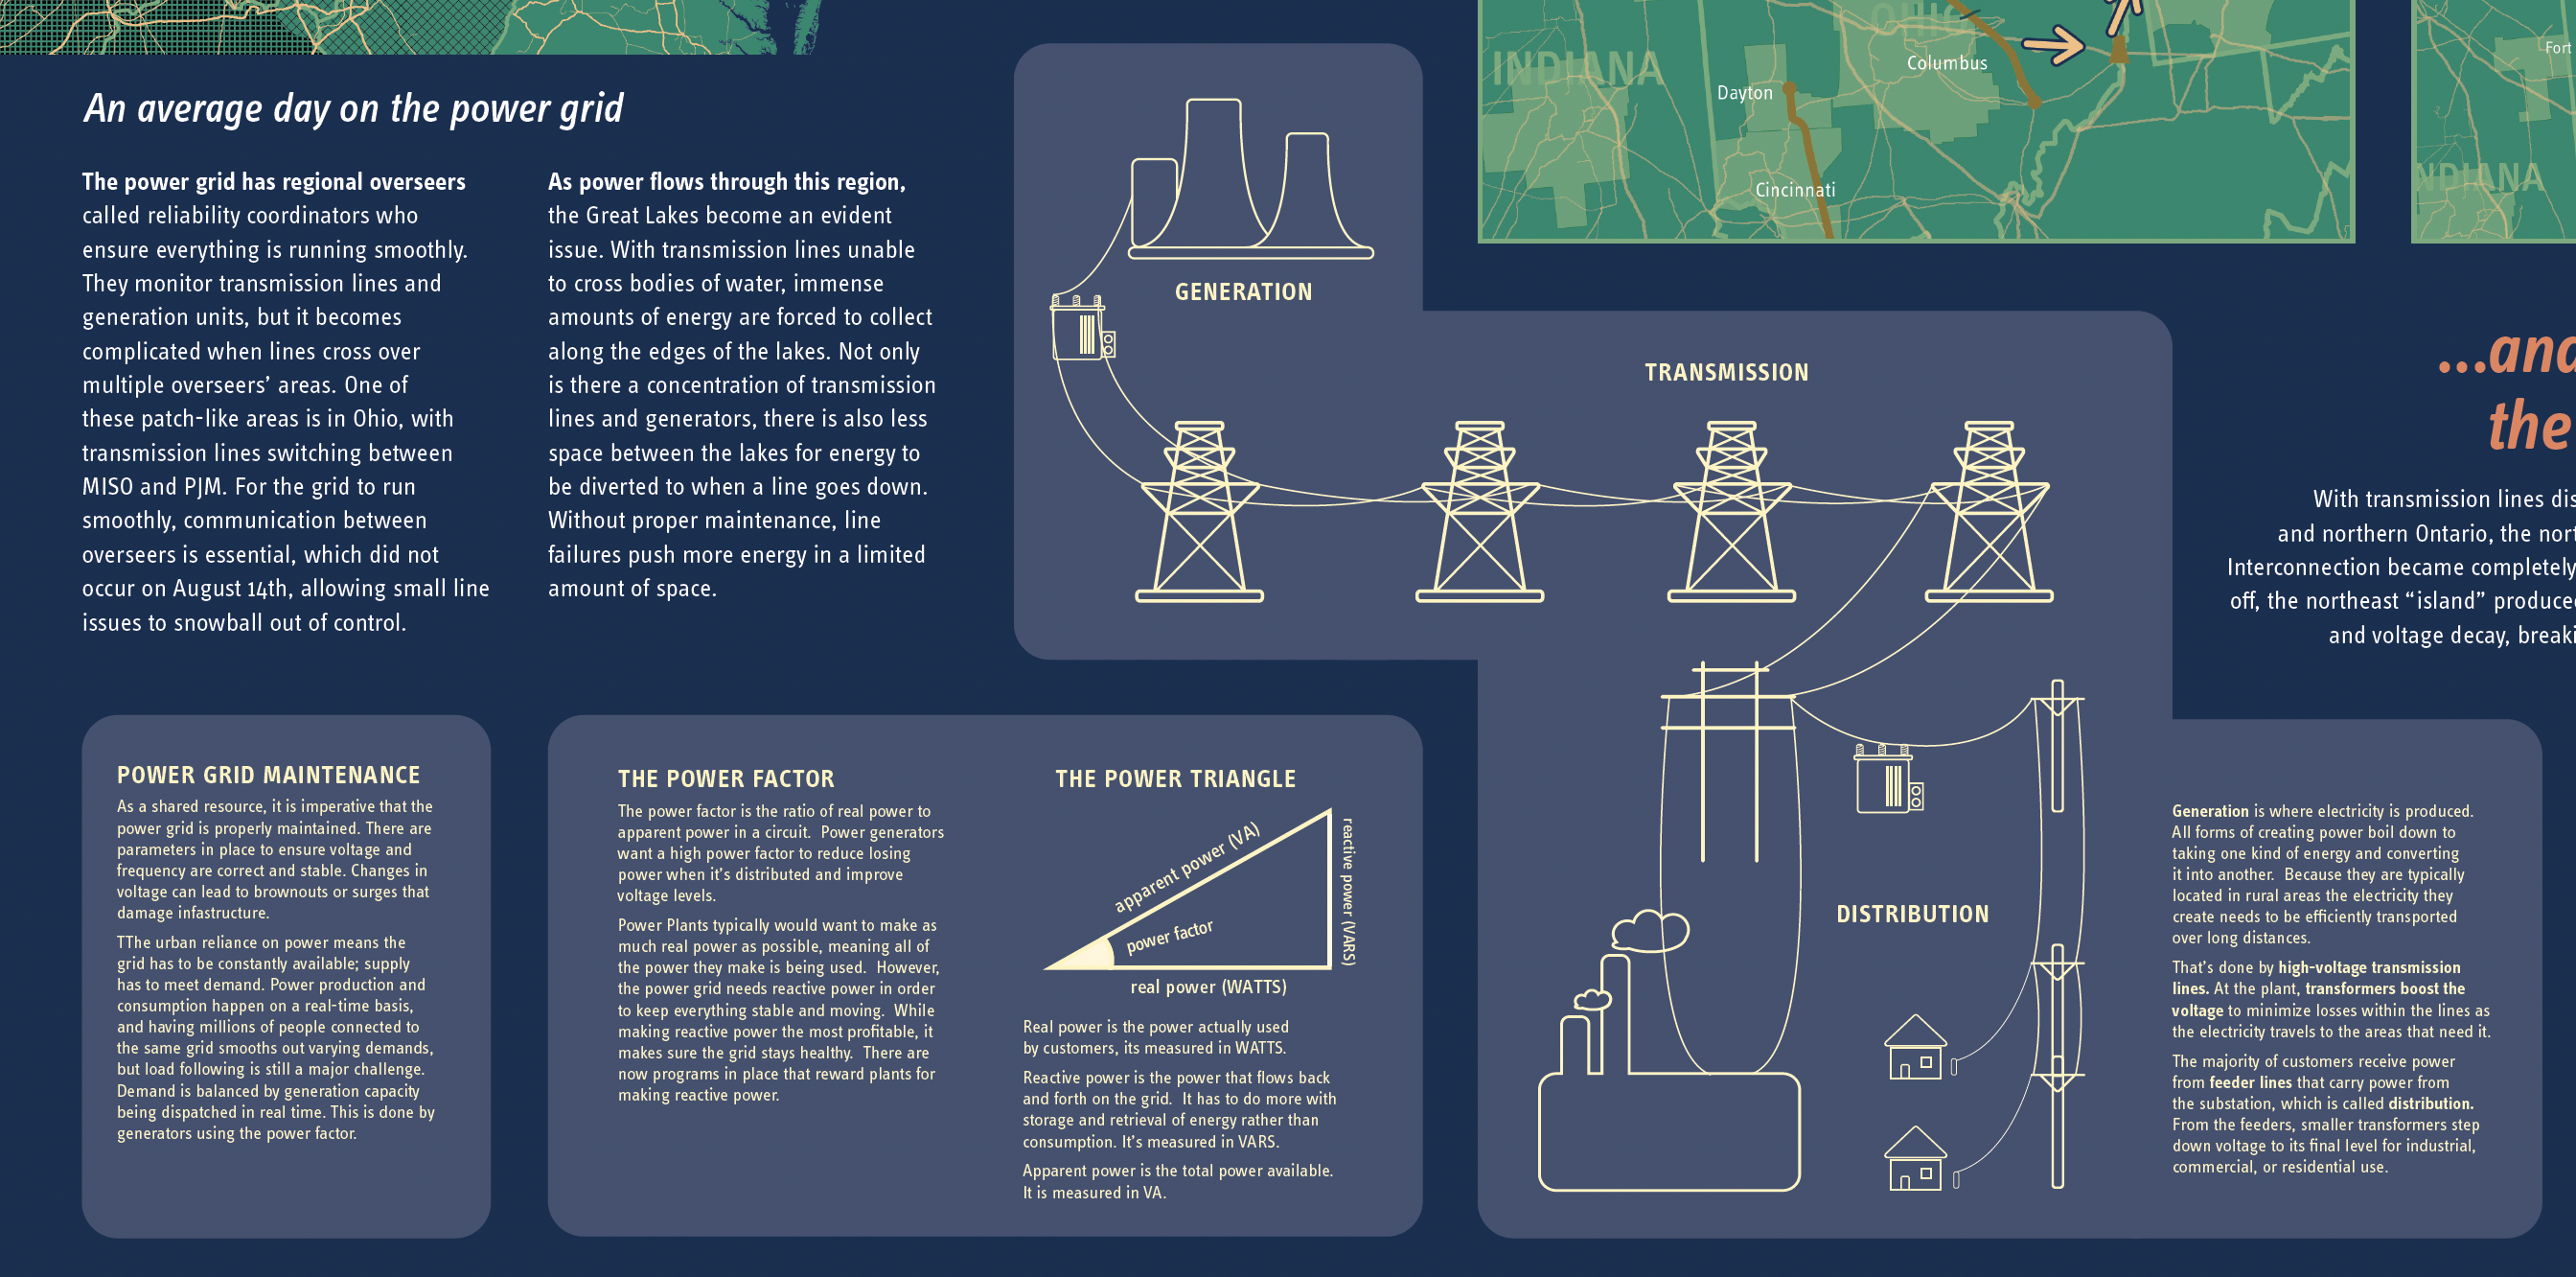 INDIANA
OHIO
Columbus
Dayton
Cincinnati
Fort
NDIANA
An average day on the power grid
The power grid has regional overseers
called reliability coordinators who
ensure everything is running smoothly.
They monitor transmission lines and
generation units, but it becomes
complicated when lines cross over
multiple overseers’ areas. One of
these patch-like areas is in Ohio, with
transmission lines switching between
MISO and PJM. For the grid to run
smoothly, communication between
overseers is essential, which did not
occur on August 14th, allowing small line
issues to snowball out of control.
As power flows through this region,
the Great Lakes become an evident
issue. With transmission lines unable
to cross bodies of water, immense
amounts of energy are forced to collect
along the edges of the lakes. Not only
is there a concentration of transmission
lines and generators, there is also less
space between the lakes for energy to
be diverted to when a line goes down.
Without proper maintenance, line
failures push more energy in a limited
amount of space.
GENERATION
TRANSMISSION
...and
the
With transmission lines dis
and northern Ontario, the nort
Interconnection became completely
off, the northeast “island” produce
and voltage decay, breaki
POWER GRID MAINTENANCE
As a shared resource, it is imperative that the
power grid is properly maintained. There are
parameters in place to ensure voltage and
frequency are correct and stable. Changes in
voltage can lead to brownouts or surges that
damage infastructure.
TThe urban reliance on power means the
grid has to be constantly available; supply
has to meet demand. Power production and
consumption happen on a real-time basis,
and having millions of people connected to
the same grid smooths out varying demands,
but load following is still a major challenge.
Demand is balanced by generation capacity
being dispatched in real time. This is done by
generators using the power factor.
THE POWER FACTOR
The power factor is the ratio of real power to
apparent power in a circuit.  Power generators
want a high power factor to reduce losing
power when it’s distributed and improve
voltage levels.
Power Plants typically would want to make as
much real power as possible, meaning all of
the power they make is being used.  However,
the power grid needs reactive power in order
to keep everything stable and moving.  While
making reactive power the most profitable, it
makes sure the grid stays healthy.  There are
now programs in place that reward plants for
making reactive power.
THE POWER TRIANGLE
apparent power (VA)
reactive power (VARS)
power factor
real power (WATTS)
Real power is the power actually used
by customers, its measured in WATTS.
Reactive power is the power that flows back
and forth on the grid.  It has to do more with
storage and retrieval of energy rather than
consumption. It’s measured in VARS.
Apparent power is the total power available.
It is measured in VA.
DISTRIBUTION
Generation is where electricity is produced.
All forms of creating power boil down to
taking one kind of energy and converting
it into another.  Because they are typically
located in rural areas the electricity they
create needs to be efficiently transported
over long distances.
That’s done by high-voltage transmission
lines. At the plant, transformers boost the
voltage to minimize losses within the lines as
the electricity travels to the areas that need it.
The majority of customers receive power
from feeder lines that carry power from
the substation, which is called distribution.
From the feeders, smaller transformers step
down voltage to its final level for industrial,
commercial, or residential use.